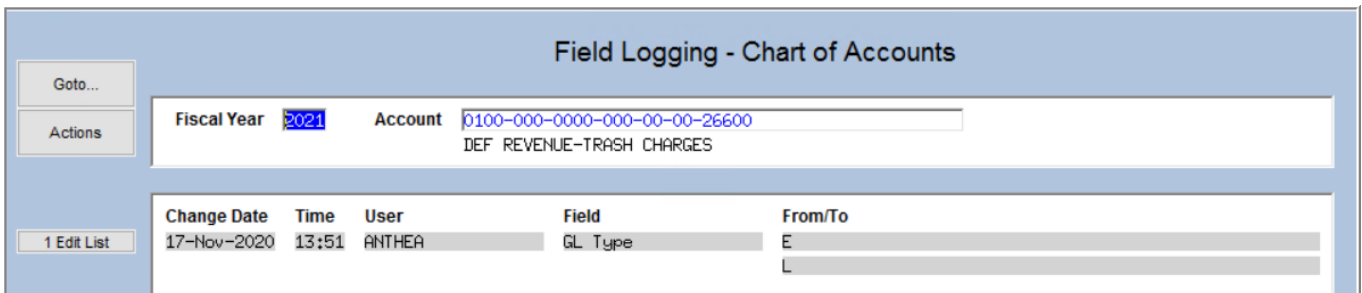 Field Logging - Chart of Accounts
Goto...
Actions
Fiscal Year 2021 Account 0100-000-0000-000-00-00-26600
DEF REVENUE-TRASH CHARGES
Change Date Time User Field From/To
1 Edit List 17-Nov-2020 13:51 ANTHEA GL Type E
L